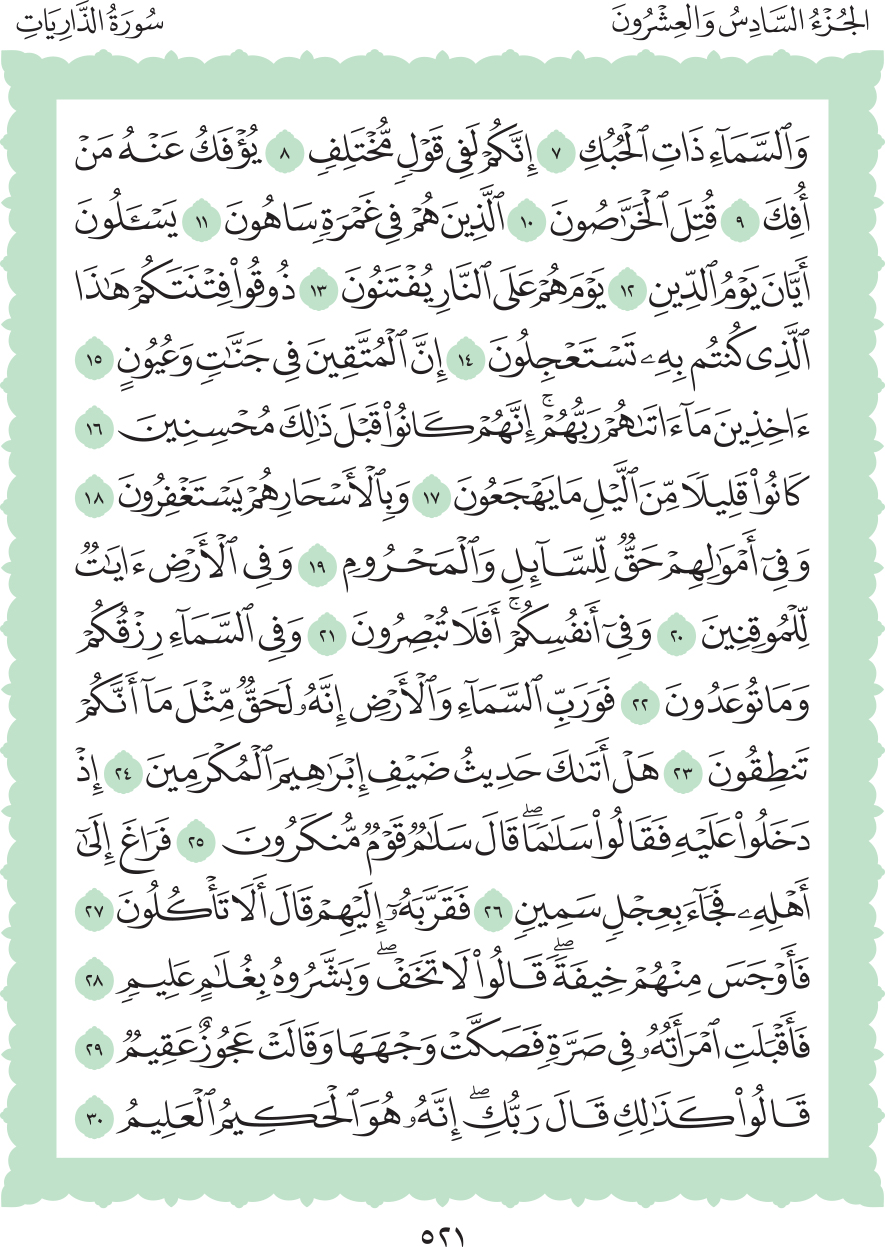 الجُزْءُ السَّادِسُ وَالعِشْرُونَ
سُورَةُ الذَّارِيَاتِ
وَٱلسَّمَآءِ ذَاتِ ٱلْحُبُكِ ٧ إِنَّكُمْ لَفِى قَوْلٍ مُّخْتَلِفٍ ٨ يُؤْفَكُ عَنْهُ مَنْ
أُفِكَ ٩ قُتِلَ ٱلْخَرَّٰصُونَ ١٠ ٱلَّذِينَ هُمْ فِى غَمْرَةٍ سَاهُونَ ١١ يَسْـَٔلُونَ
أَيَّانَ يَوْمُ ٱلدِّينِ ١٢ يَوْمَ هُمْ عَلَى ٱلنَّارِ يُفْتَنُونَ ١٣ ذُوقُوا۟ فِتْنَتَكُمْ هَٰذَا
ٱلَّذِى كُنتُم بِهِۦ تَسْتَعْجِلُونَ ١٤ إِنَّ ٱلْمُتَّقِينَ فِى جَنَّٰتٍ وَعُيُونٍ ١٥
ءَاخِذِينَ مَآ ءَاتَىٰهُمْ رَبُّهُمْ ۚ إِنَّهُمْ كَانُوا۟ قَبْلَ ذَٰلِكَ مُحْسِنِينَ ١٦
كَانُوا۟ قَلِيلًا مِّنَ ٱلَّيْلِ مَا يَهْجَعُونَ ١٧ وَبِٱلْأَسْحَارِ هُمْ يَسْتَغْفِرُونَ ١٨
وَفِىٓ أَمْوَٰلِهِمْ حَقٌّ لِّلسَّآئِلِ وَٱلْمَحْرُومِ ١٩ وَفِى ٱلْأَرْضِ ءَايَٰتٌ
لِّلْمُوقِنِينَ ٢٠ وَفِىٓ أَنفُسِكُمْ ۚ أَفَلَا تُبْصِرُونَ ٢١ وَفِى ٱلسَّمَآءِ رِزْقُكُمْ
وَمَا تُوعَدُونَ ٢٢ فَوَرَبِّ ٱلسَّمَآءِ وَٱلْأَرْضِ إِنَّهُۥ لَحَقٌّ مِّثْلَ مَآ أَنَّكُمْ
تَنطِقُونَ ٢٣ هَلْ أَتَىٰكَ حَدِيثُ ضَيْفِ إِبْرَٰهِيمَ ٱلْمُكْرَمِينَ ٢٤ إِذْ
دَخَلُوا۟ عَلَيْهِ فَقَالُوا۟ سَلَٰمًا ۖ قَالَ سَلَٰمٌ قَوْمٌ مُّنكَرُونَ ٢٥ فَرَاغَ إِلَىٰٓ
أَهْلِهِۦ فَجَآءَ بِعِجْلٍ سَمِينٍ ٢٦ فَقَرَّبَهُۥٓ إِلَيْهِمْ قَالَ أَلَا تَأْكُلُونَ ٢٧
فَأَوْجَسَ مِنْهُمْ خِيفَةً ۖ قَالُوا۟ لَا تَخَفْ ۖ وَبَشَّرُوهُ بِغُلَٰمٍ عَلِيمٍ ٢٨
فَأَقْبَلَتِ ٱمْرَأَتُهُۥ فِى صَرَّةٍ فَصَكَّتْ وَجْهَهَا وَقَالَتْ عَجُوزٌ عَقِيمٌ ٢٩
قَالُوا۟ كَذَٰلِكِ قَالَ رَبُّكِ ۖ إِنَّهُۥ هُوَ ٱلْحَكِيمُ ٱلْعَلِيمُ ٣٠
٥٢١